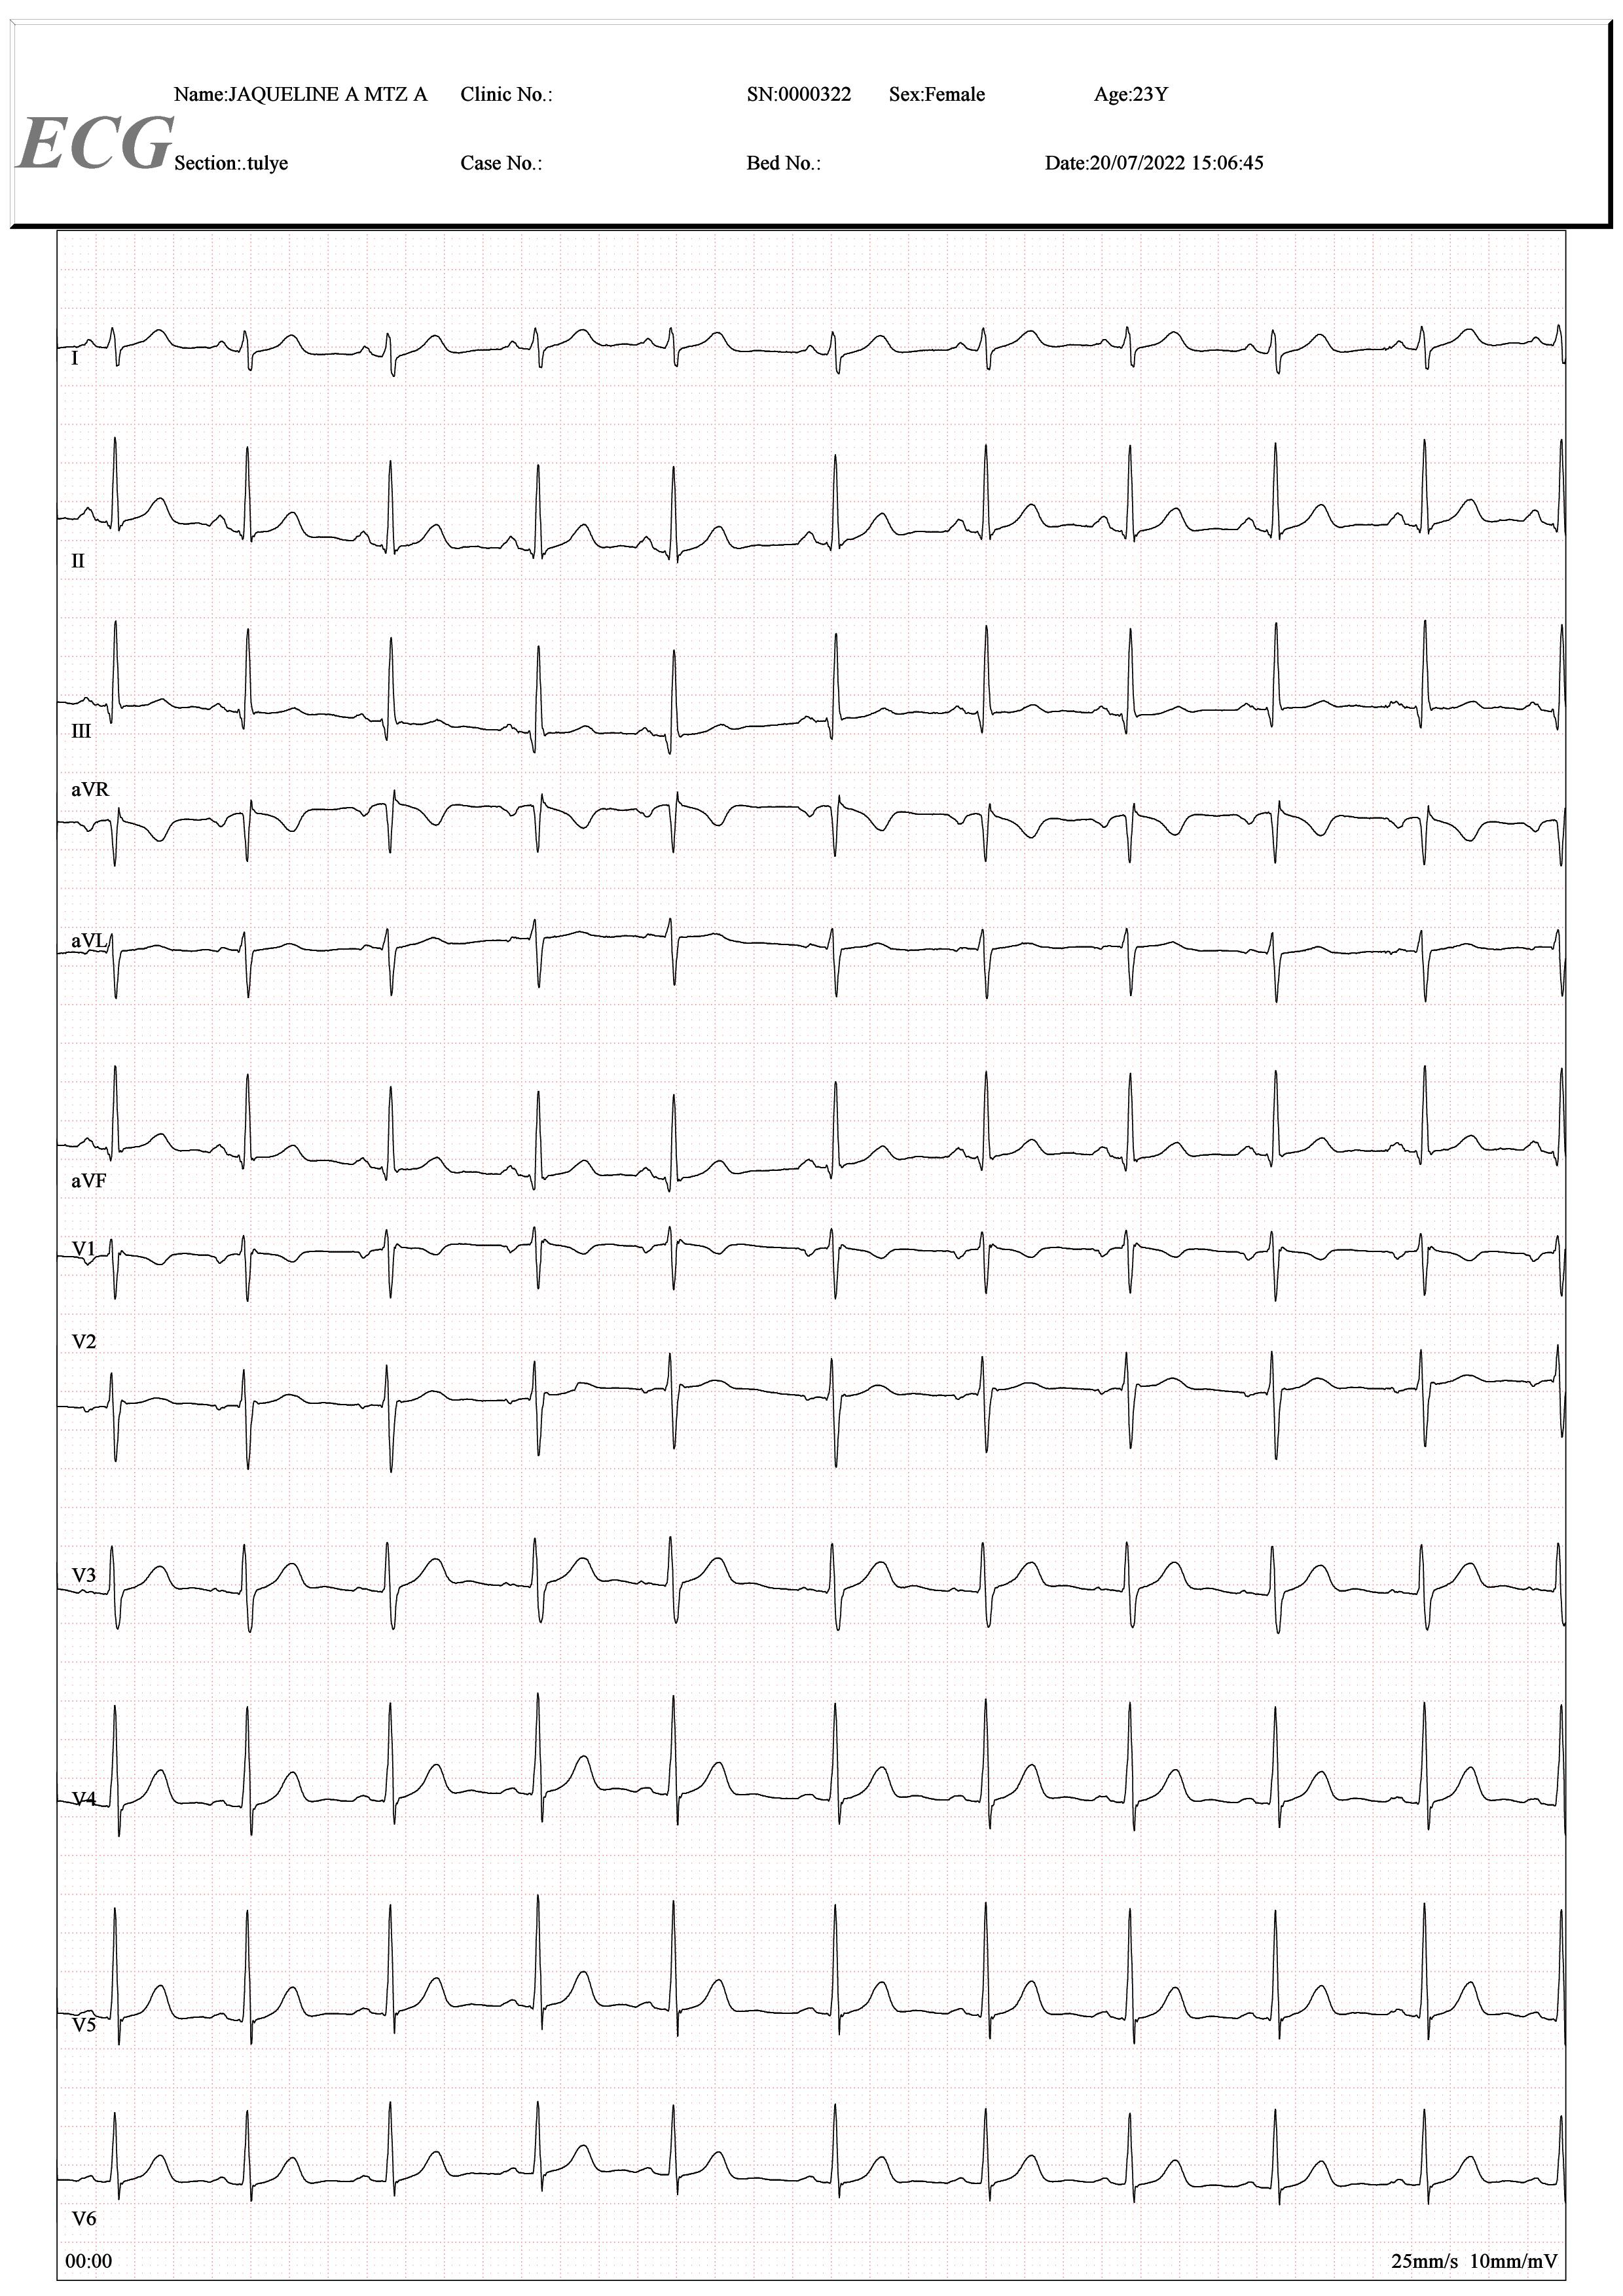 Name:JAQUELINE A MTZ A Clinic No.: SN:0000322 Sex:Female Age:23Y
ECG
Section:.tulye Case No.: Bed No.: Date:20/07/2022 15:06:45
I
II
III
aVR
aVL
aVF
V1
V2
V3
V4
V5
V6
00:00 25mm/s 10mm/mV